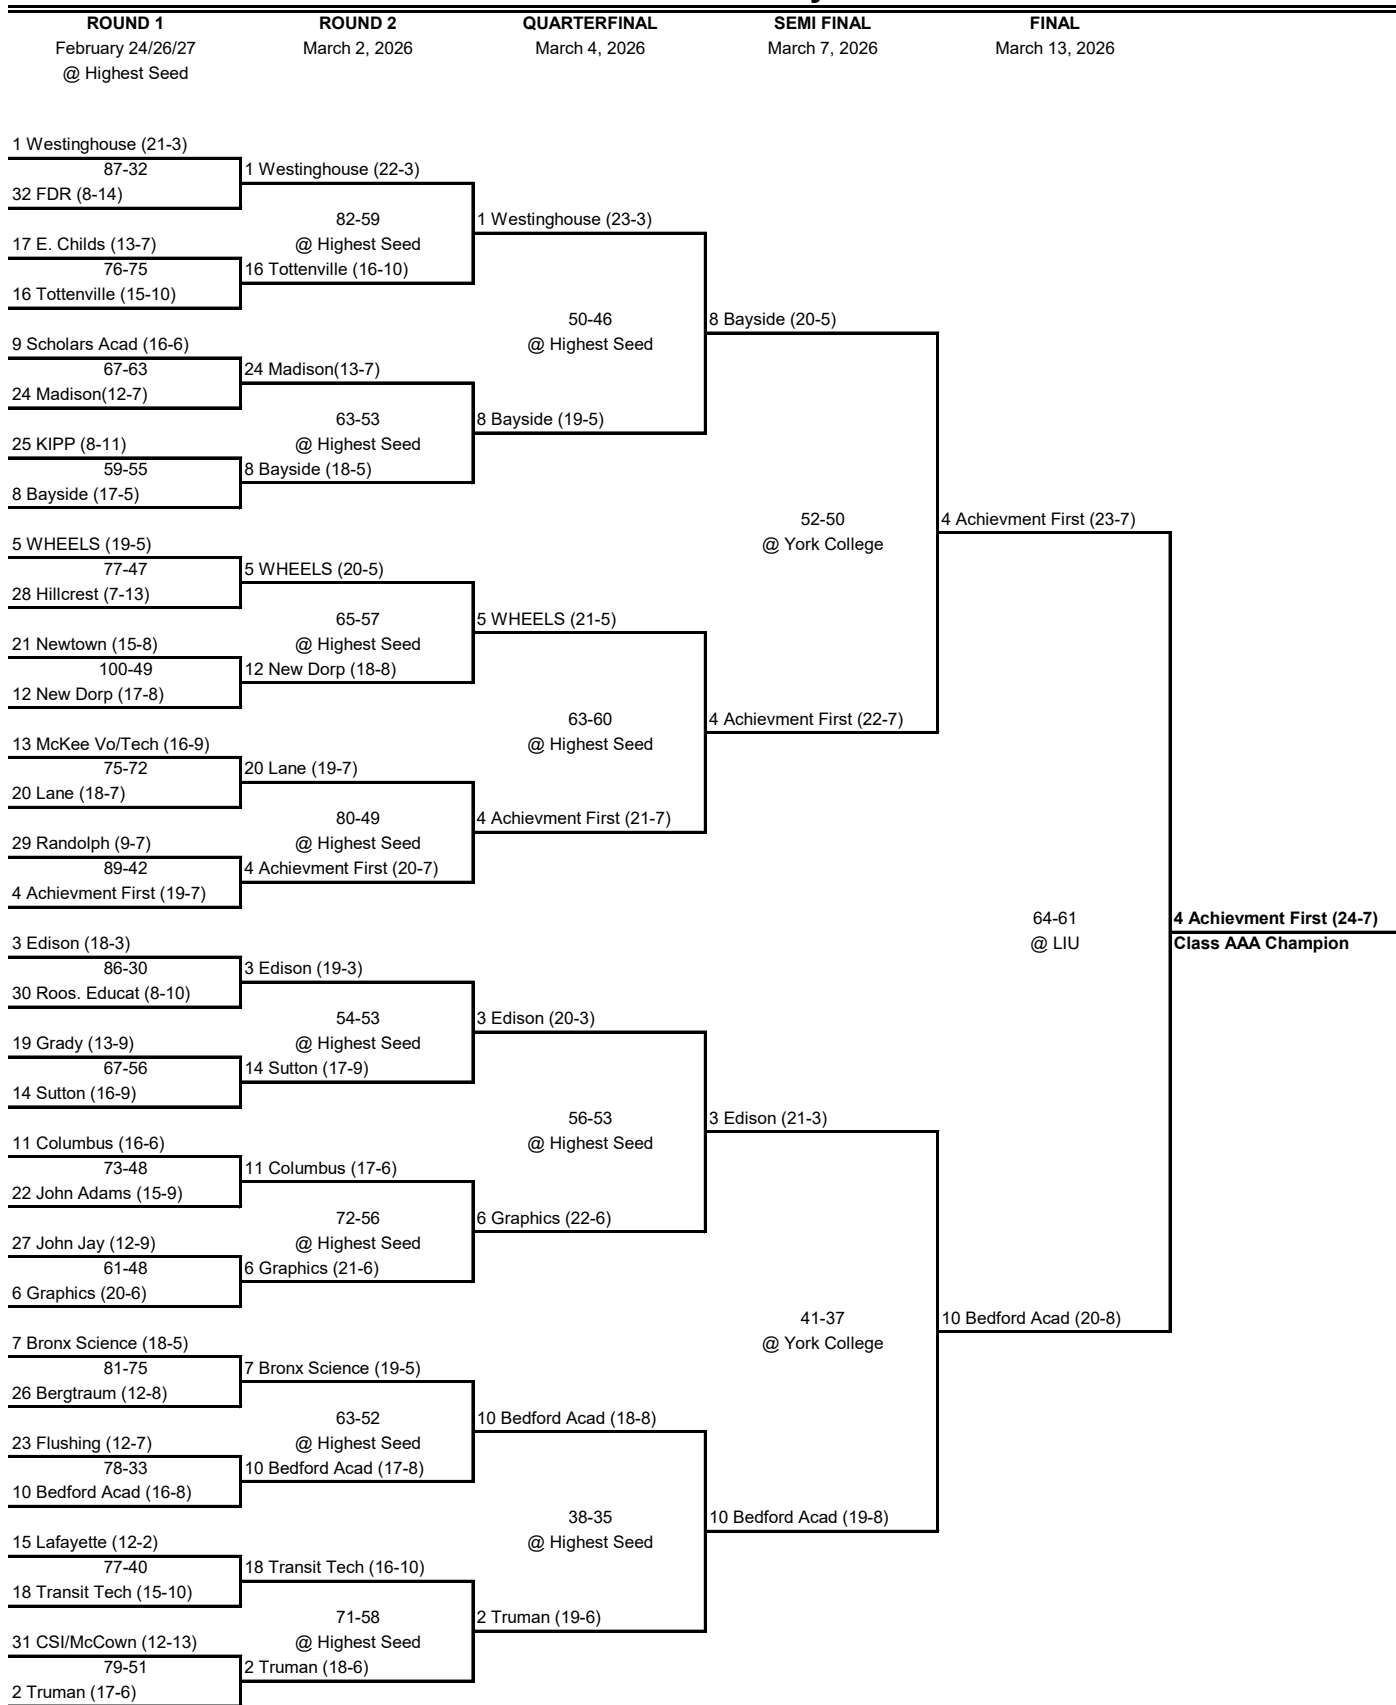 ROUND 1
February 24/26/27
@ Highest Seed
ROUND 2
March 2, 2026
QUARTERFINAL
March 4, 2026
SEMI FINAL
March 7, 2026
FINAL
March 13, 2026
1 Westinghouse (21-3)
87-32
32 FDR (8-14)
17 E. Childs (13-7)
76-75
16 Tottenville (15-10)
9 Scholars Acad (16-6)
67-63
24 Madison(12-7)
25 KIPP (8-11)
59-55
8 Bayside (17-5)
5 WHEELS (19-5)
77-47
28 Hillcrest (7-13)
21 Newtown (15-8)
100-49
12 New Dorp (17-8)
13 McKee Vo/Tech (16-9)
75-72
20 Lane (18-7)
29 Randolph (9-7)
89-42
4 Achievment First (19-7)
3 Edison (18-3)
86-30
30 Roos. Educat (8-10)
19 Grady (13-9)
67-56
14 Sutton (16-9)
11 Columbus (16-6)
73-48
22 John Adams (15-9)
27 John Jay (12-9)
61-48
6 Graphics (20-6)
7 Bronx Science (18-5)
81-75
26 Bergtraum (12-8)
23 Flushing (12-7)
78-33
10 Bedford Acad (16-8)
15 Lafayette (12-2)
77-40
18 Transit Tech (15-10)
31 CSI/McCown (12-13)
79-51
2 Truman (17-6)
1 Westinghouse (22-3)
82-59
@ Highest Seed
16 Tottenville (16-10)
24 Madison(13-7)
63-53
@ Highest Seed
8 Bayside (18-5)
5 WHEELS (20-5)
65-57
@ Highest Seed
12 New Dorp (18-8)
20 Lane (19-7)
80-49
@ Highest Seed
4 Achievment First (20-7)
3 Edison (19-3)
54-53
@ Highest Seed
14 Sutton (17-9)
11 Columbus (17-6)
72-56
@ Highest Seed
6 Graphics (21-6)
7 Bronx Science (19-5)
63-52
@ Highest Seed
10 Bedford Acad (17-8)
18 Transit Tech (16-10)
71-58
@ Highest Seed
2 Truman (18-6)
1 Westinghouse (23-3)
50-46
@ Highest Seed
8 Bayside (19-5)
5 WHEELS (21-5)
63-60
@ Highest Seed
4 Achievment First (21-7)
3 Edison (20-3)
56-53
@ Highest Seed
6 Graphics (22-6)
10 Bedford Acad (18-8)
38-35
@ Highest Seed
2 Truman (19-6)
8 Bayside (20-5)
52-50
@ York College
4 Achievment First (22-7)
3 Edison (21-3)
41-37
@ York College
10 Bedford Acad (19-8)
4 Achievment First (23-7)
64-61
@ LIU
10 Bedford Acad (20-8)
4 Achievment First (24-7)
Class AAA Champion